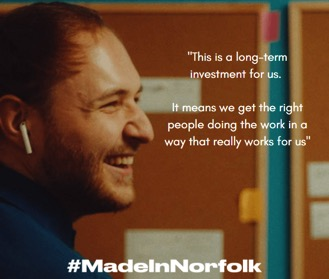 "This is a long-term
investment for us.
It means we get the right
people doing the work in a
way that really works for us"
#MadeInNorfolk